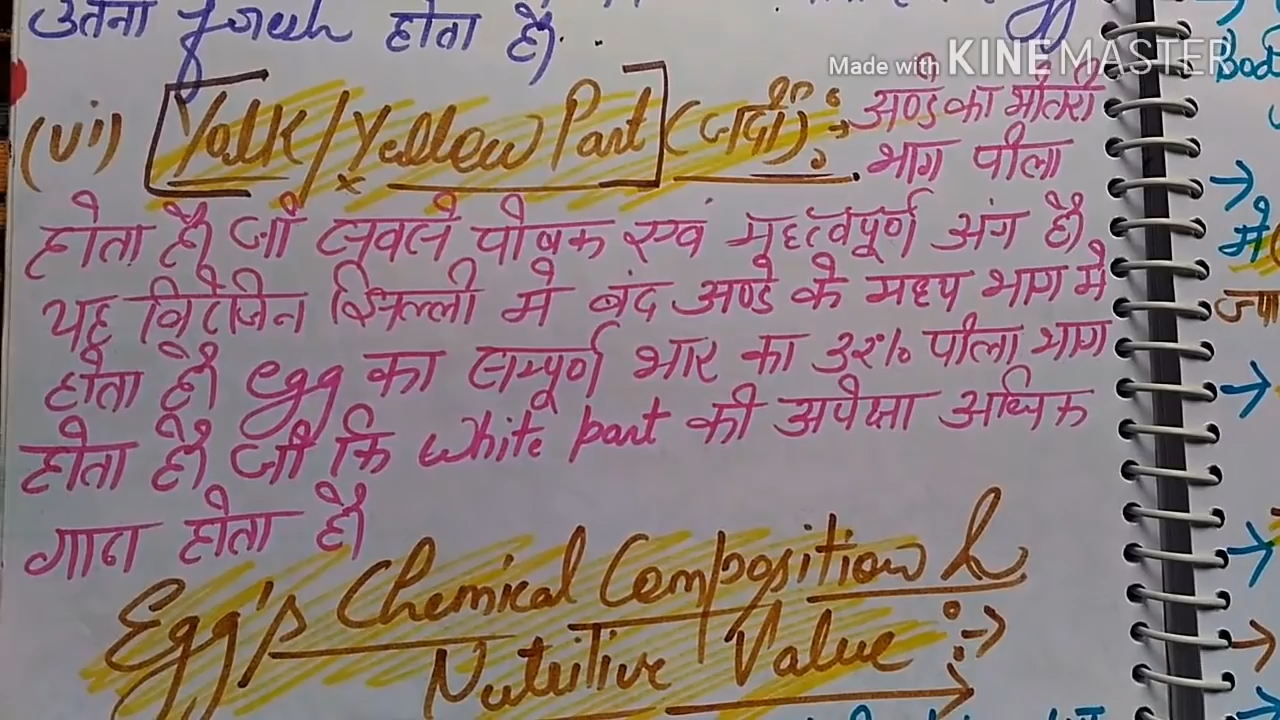 उतना fresh होता है।
Made with KINEMASTER
(vi) Yolk/Yellow Part (जर्दी) :→ अण्डे का भीतरी
भाग पीला
होता है। जो सबसे पोषक एवं महत्वपूर्ण अंग है।
यह विटेजिन झिल्ली मे बंद अण्डे के मध्य भाग मे
होता है। egg का सम्पूर्ण भार का 32% पीला भाग
होता है। जो कि white part की अपेक्षा अधिक
गाढा होता है।
Egg's Chemical Composition &
Nutritive Value :→